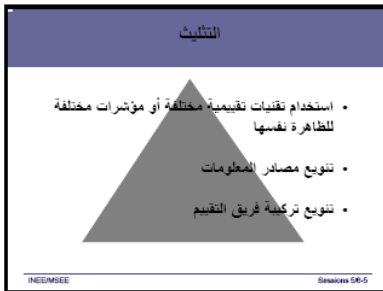 التثليث
• استخدام تقنيات تقييمية مختلفة أو مؤشرات مختلفة
للظاهرة نفسها
• تنويع مصادر المعلومات
• تنويع تركيبة فريق التقييم
INEE/MSEE
Sessions 5/6-5